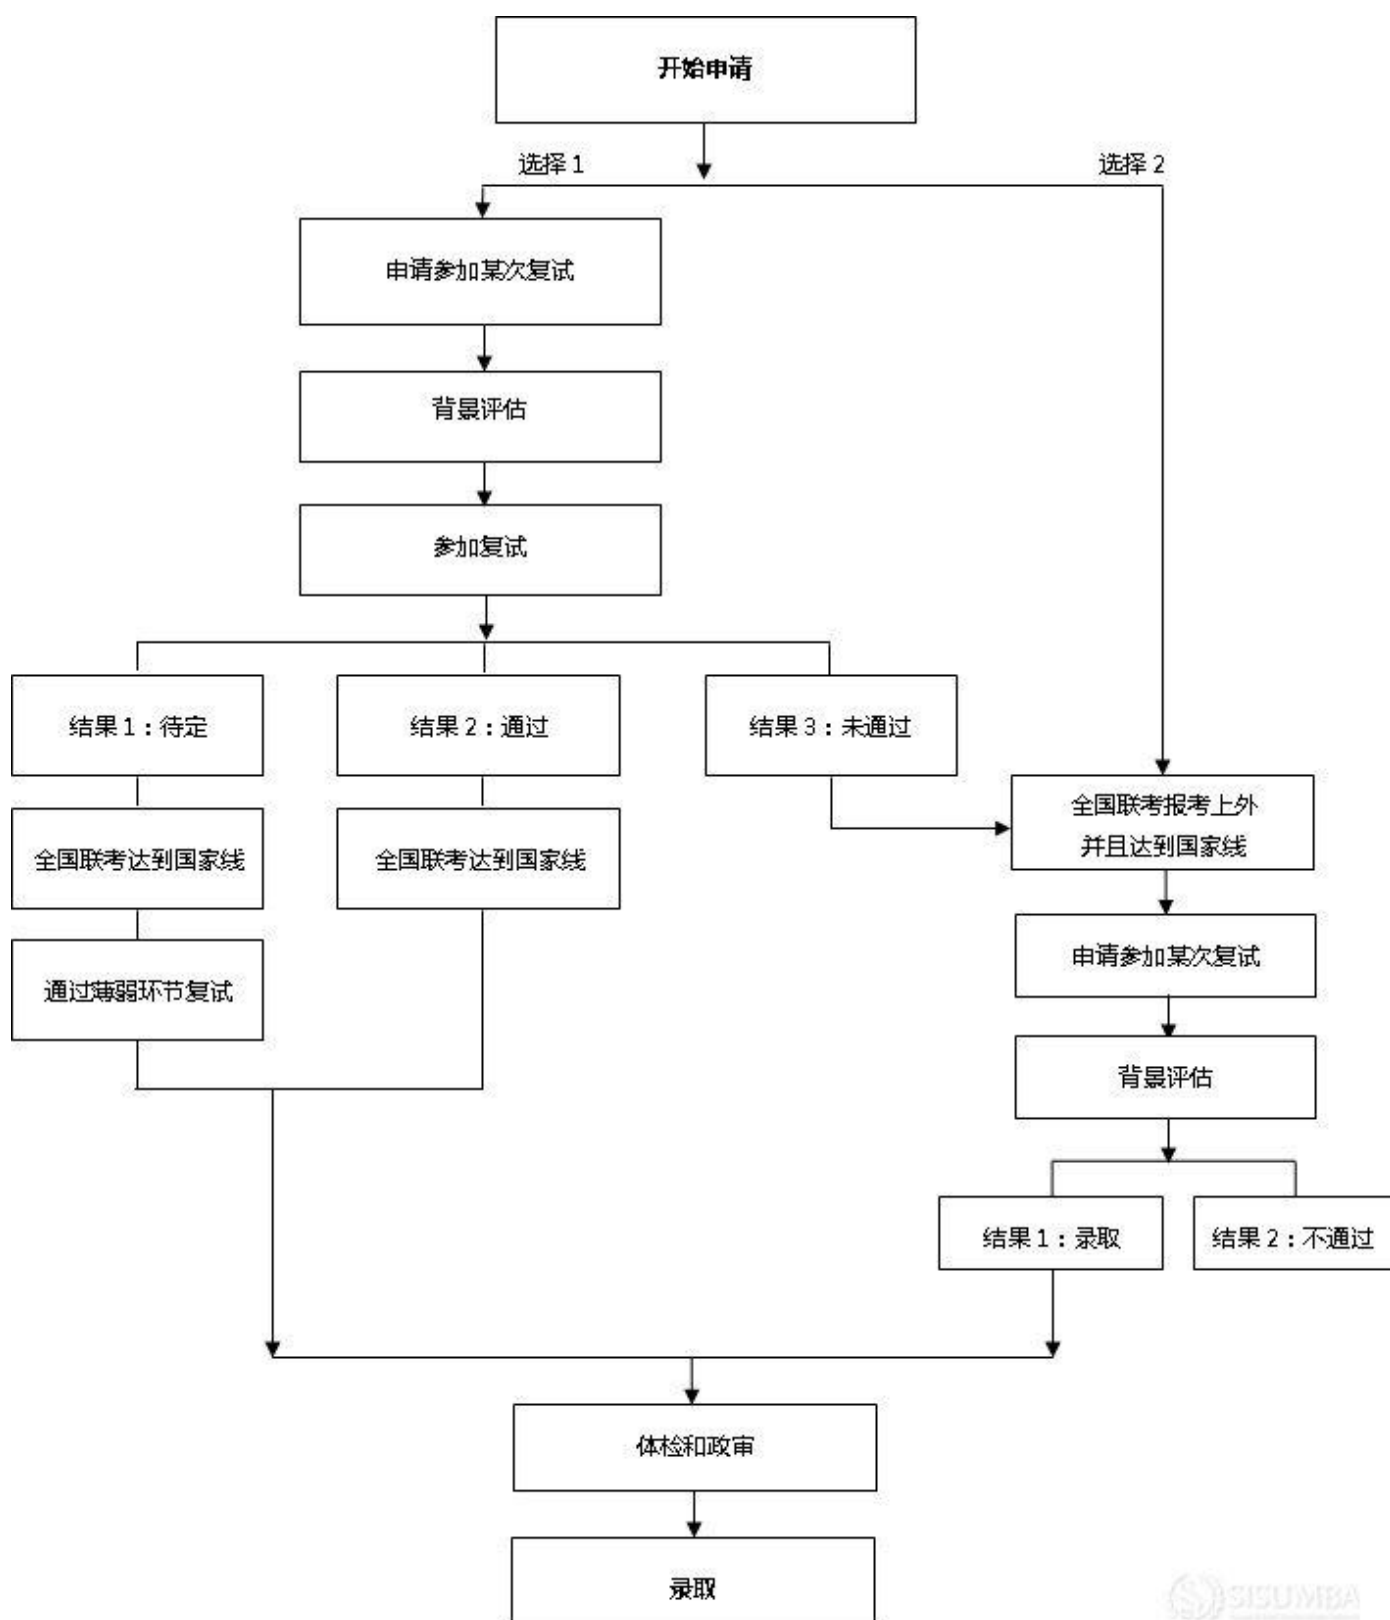 开始申请
选择 1
选择 2
申请参加某次复试
背景评估
参加复试
结果 1：待定
结果 2：通过
结果 3：未通过
全国联考达到国家线
全国联考达到国家线
通过薄弱环节复试
全国联考报考上外
并且达到国家线
申请参加某次复试
背景评估
结果 1：录取
结果 2：不通过
体检和政审
录取
SISUMBA